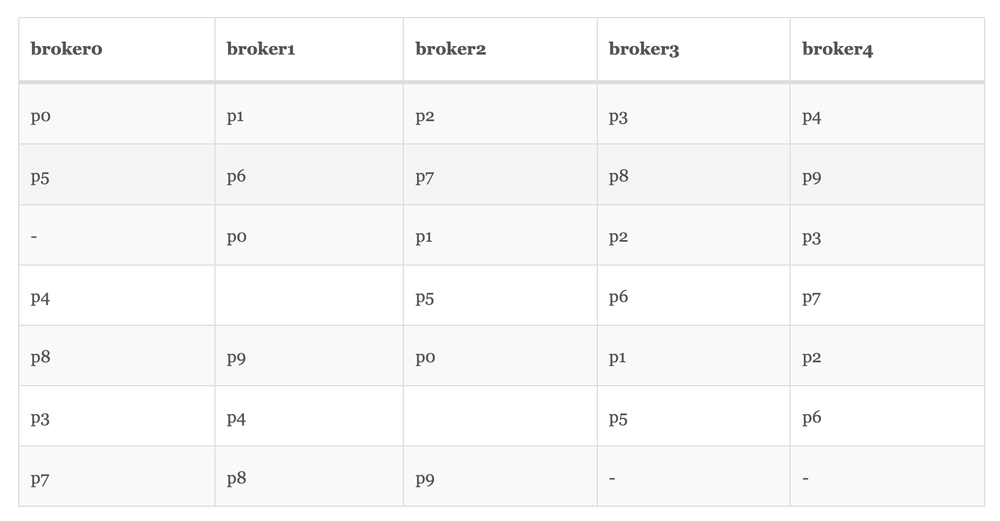 broker0 broker1 broker2 broker3 broker4
p0 p1 p2 p3 p4
p5 p6 p7 p8 p9
- p0 p1 p2 p3
p4 p5 p6 p7
p8 p9 p0 p1 p2
p3 p4 p5 p6
p7 p8 p9 - -